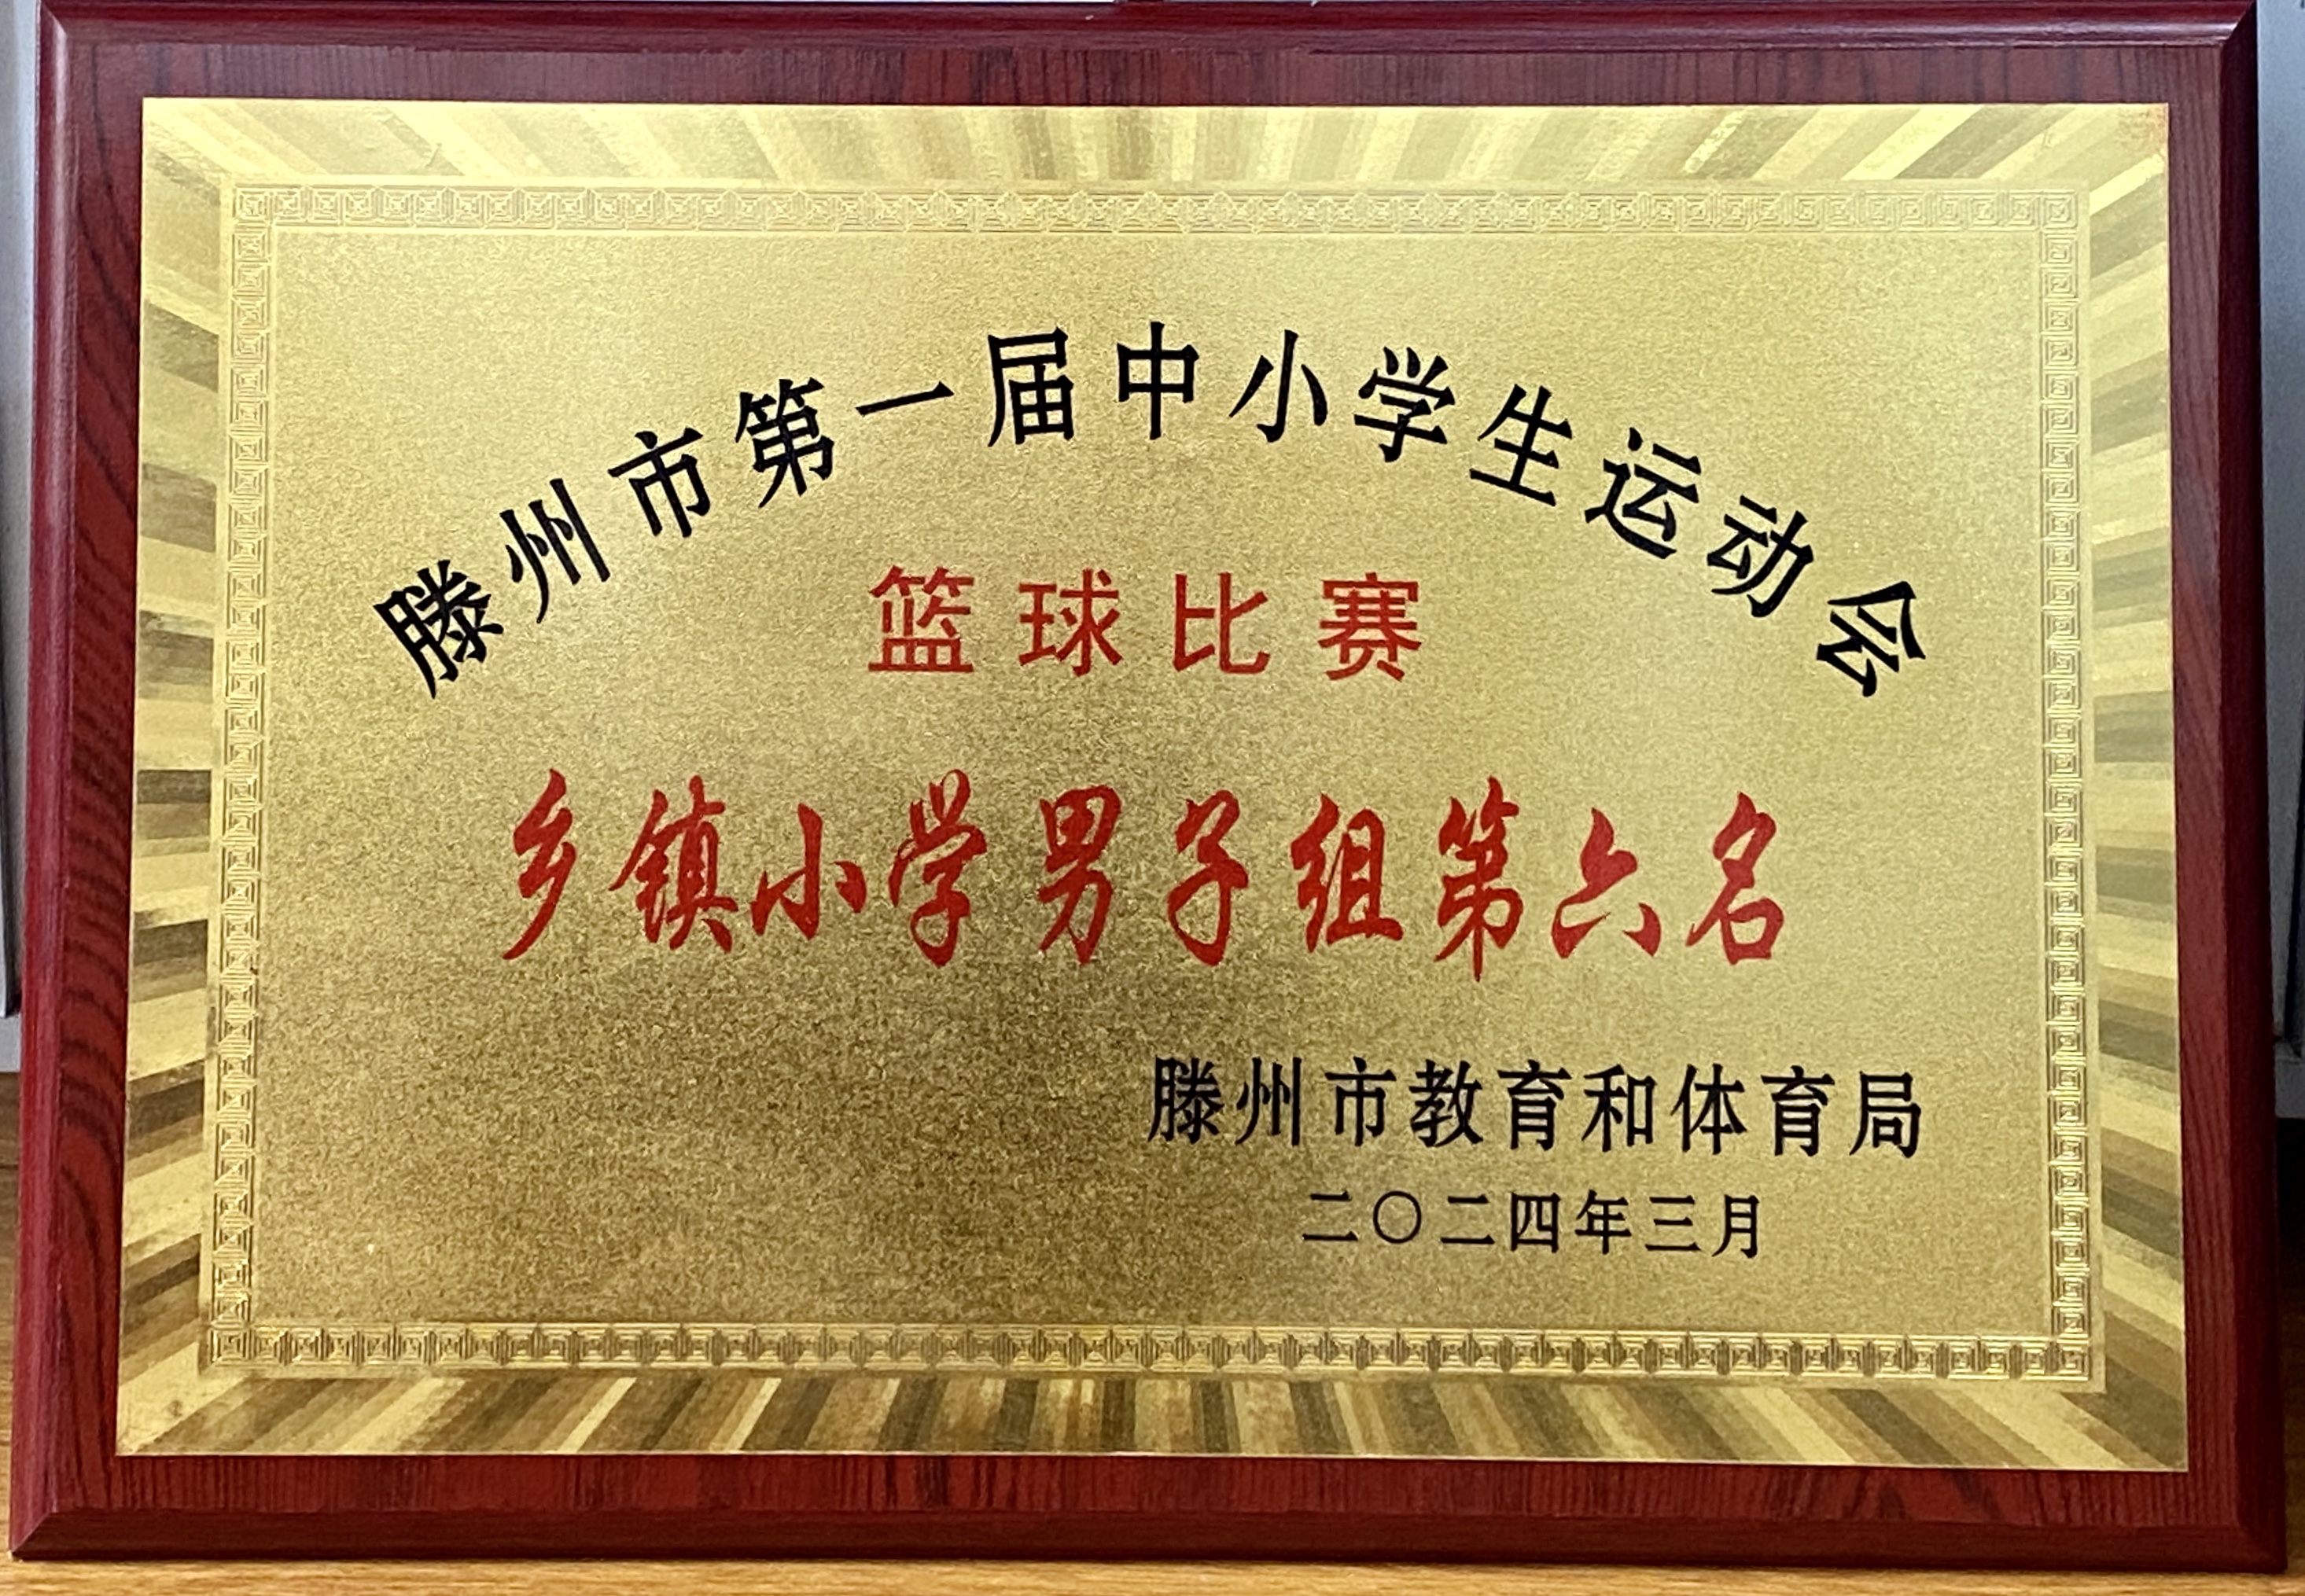 滕州市第一届中小学生运动会
篮球比赛
乡镇小学男子组第六名
滕州市教育和体育局
二〇二四年三月